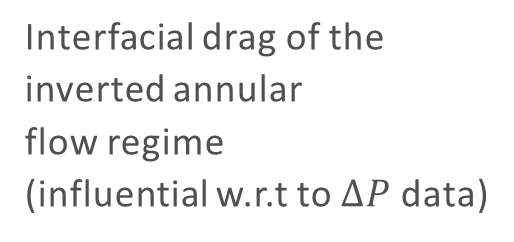 Interfacial drag of the
inverted annular
flow regime
(influential w.r.t to ΔP data)